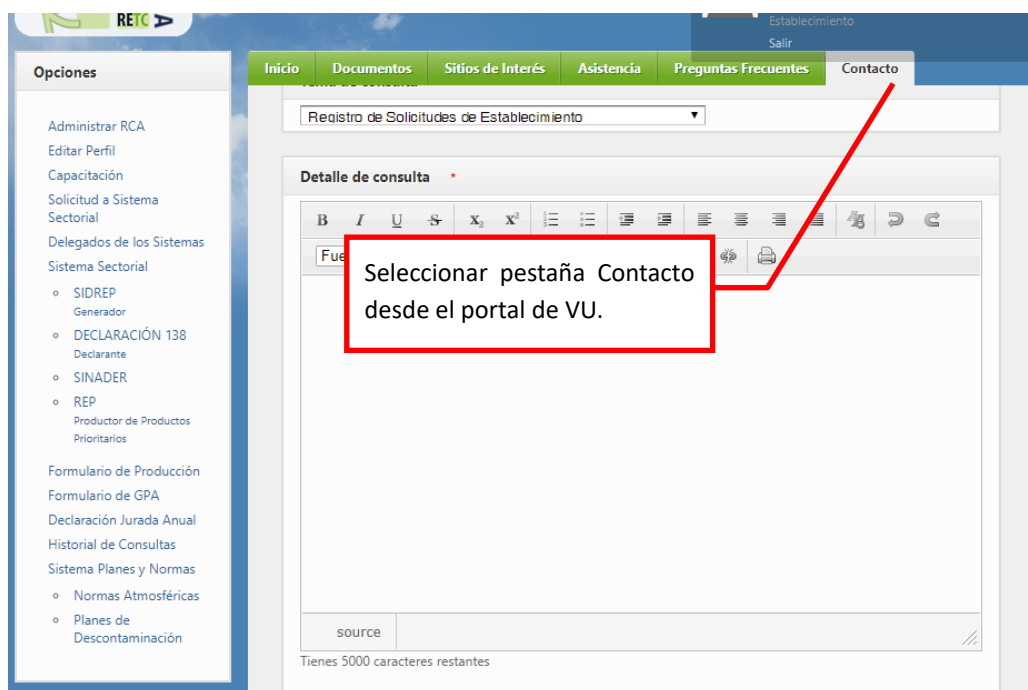 RETC
Establecimiento
Salir
Opciones
Inicio Documentos Sitios de Interés Asistencia Preguntas Frecuentes Contacto
Administrar RCA
Editar Perfil
Capacitación
Solicitud a Sistema
Sectorial
Delegados de los Sistemas
Sistema Sectorial
SIDREP
Generador
DECLARACIÓN 138
Declarante
SINADER
REP
Productor de Productos
Prioritarios
Formulario de Producción
Formulario de GPA
Declaración Jurada Anual
Historial de Consultas
Sistema Planes y Normas
Normas Atmosféricas
Planes de
Descontaminación
Registro de Solicitudes de Establecimiento
Detalle de consulta *
B I U S X₂ X²
Fue
Seleccionar pestaña Contacto
desde el portal de VU.
source
Tienes 5000 caracteres restantes